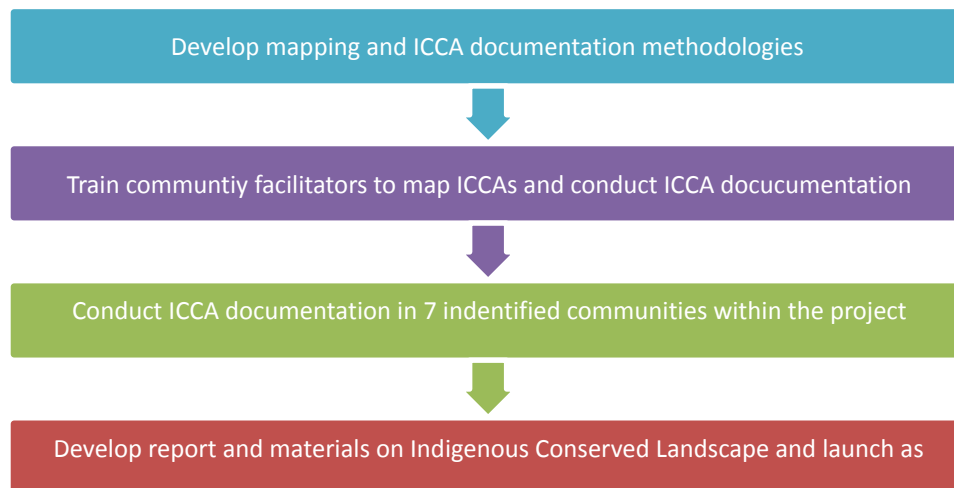 Develop mapping and ICCA documentation methodologies
Train communtiy facilitators to map ICCAs and conduct ICCA docucumentation
Conduct ICCA documentation in 7 indentified communities within the project
Develop report and materials on Indigenous Conserved Landscape and launch as